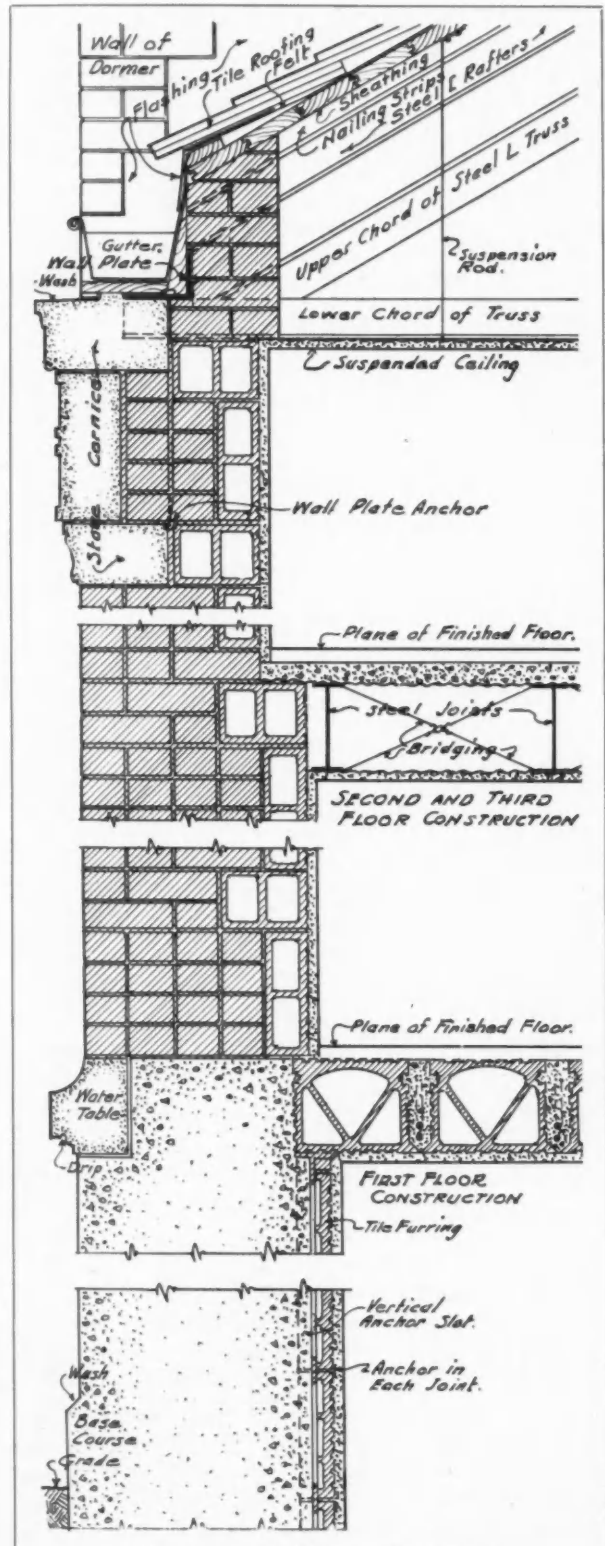 Wall of
Dormer
Flashing
Tile Roofing
Felt
Sheathing
Nailing Strips
Steel [ Rafters
Upper Chord of Steel L Truss
Suspension
Rod.
Gutter.
Wall Plate
Wash
Lower Chord of Truss
Suspended Ceiling
Stone Cornice
Wall Plate Anchor
Plane of Finished Floor.
Steel Joists
Bridging
SECOND AND THIRD
FLOOR CONSTRUCTION
Plane of Finished Floor.
Water
Table
Drip
FIRST FLOOR
CONSTRUCTION
Tile Furring
Vertical
Anchor Slot.
Anchor in
Each Joint.
Wash
Base
Course
Grade